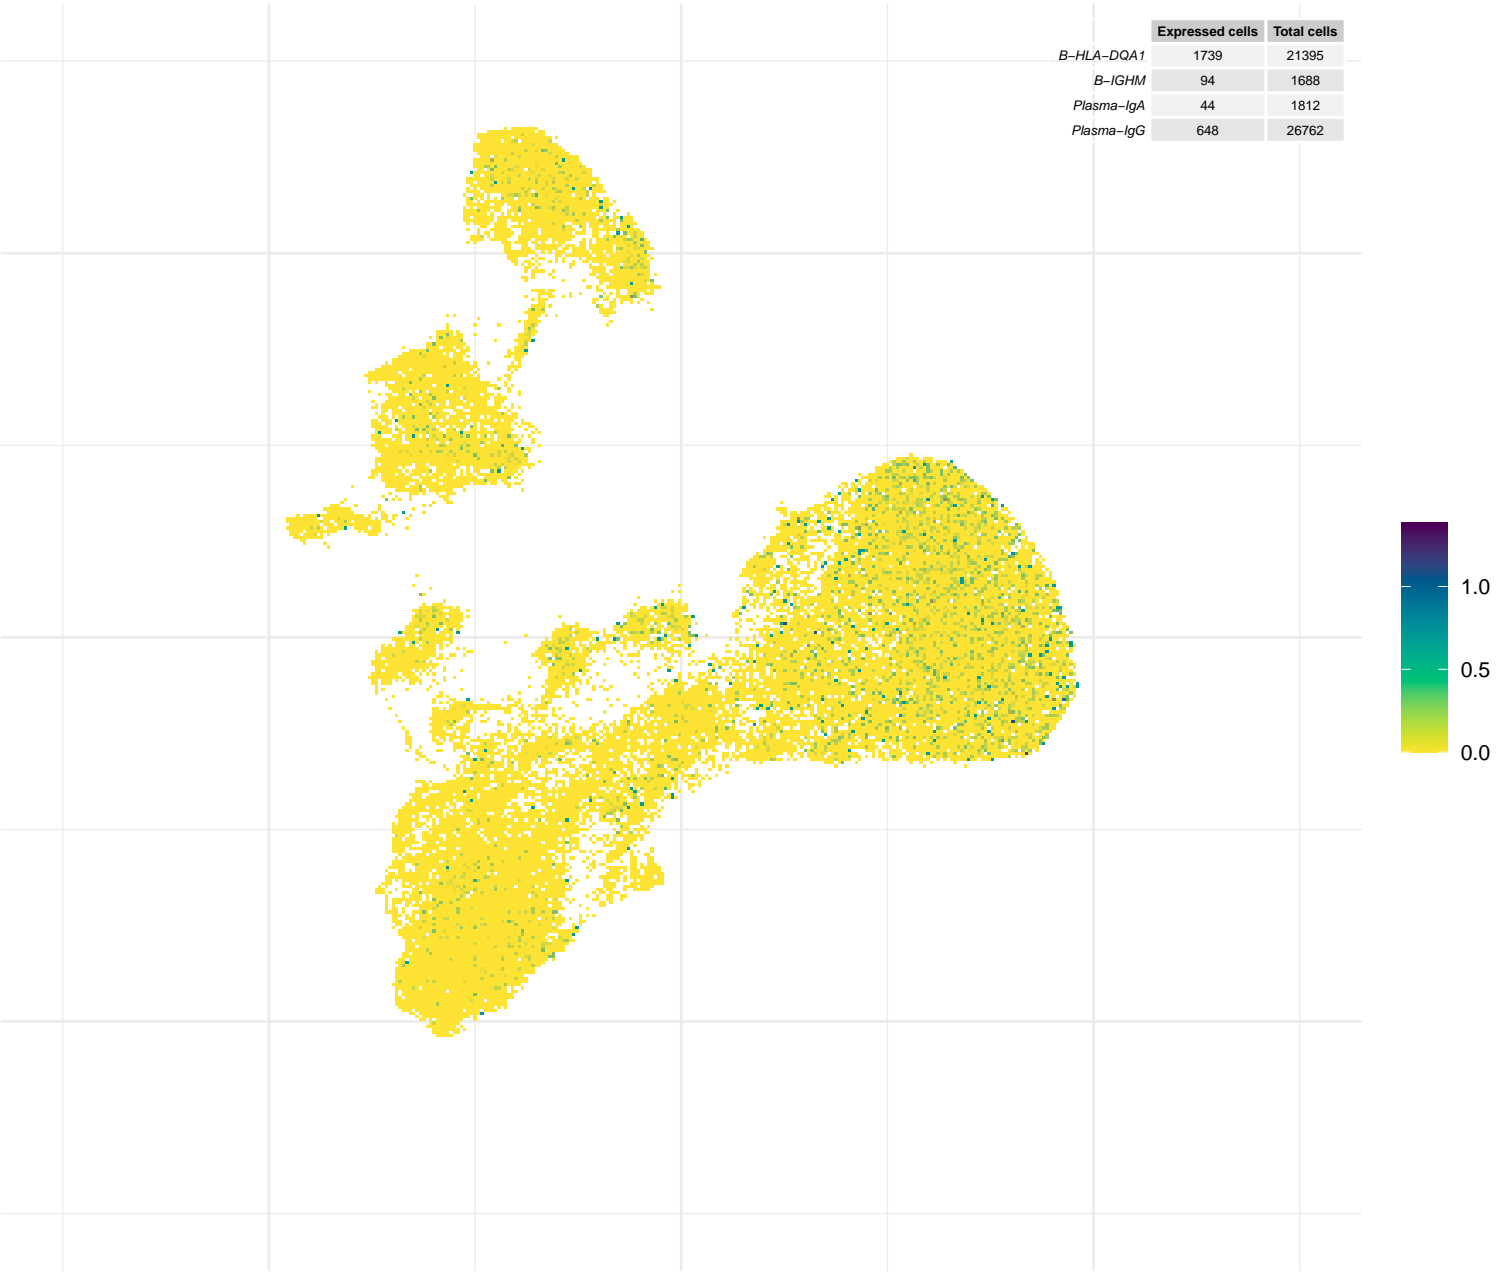 Expressed cells Total cells
B−HLA−DQA1 1739 21395
B−IGHM 94 1688
Plasma−IgA 44 1812
Plasma−IgG 648 26762
1.0
0.5
0.0